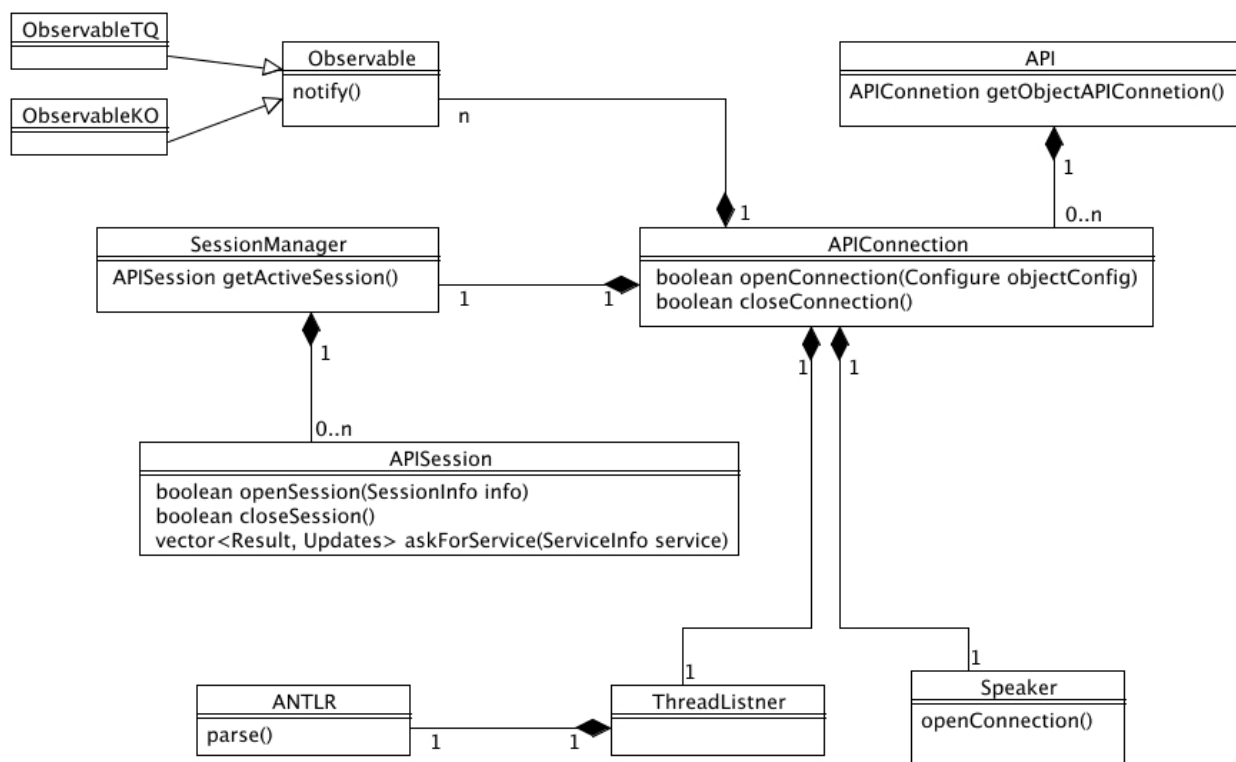 ObservableTQ
Observable
notify()
ObservableKO
n
1
API
APIConnetion getObjectAPIConnetion()
1
0..n
SessionManager
APISession getActiveSession()
1
1
APIConnection
boolean openConnection(Configure objectConfig)
boolean closeConnection()
1
0..n
1
1
APISession
boolean openSession(SessionInfo info)
boolean closeSession()
vector<Result, Updates> askForService(ServiceInfo service)
1
1
ANTLR
parse()
1
1
ThreadListner
Speaker
openConnection()